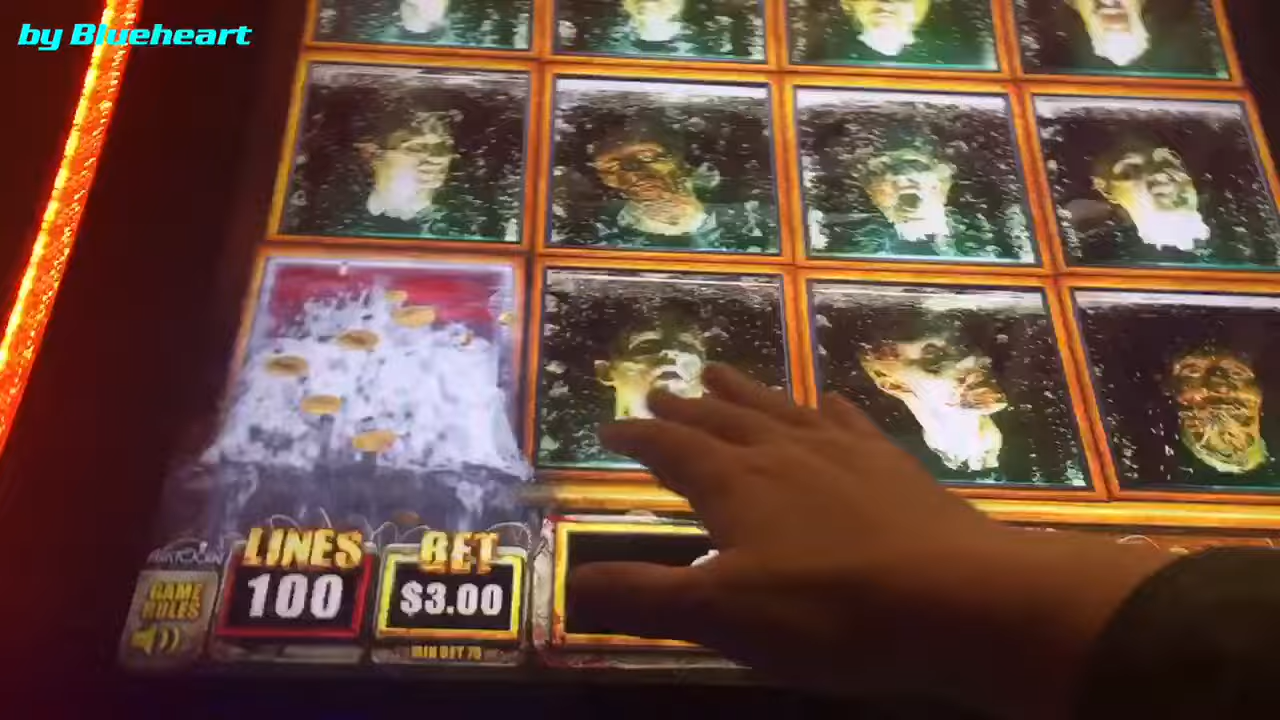 by Blueheart
LINES
100
BET
$3.00
MIN BET 75
GAME
RULES